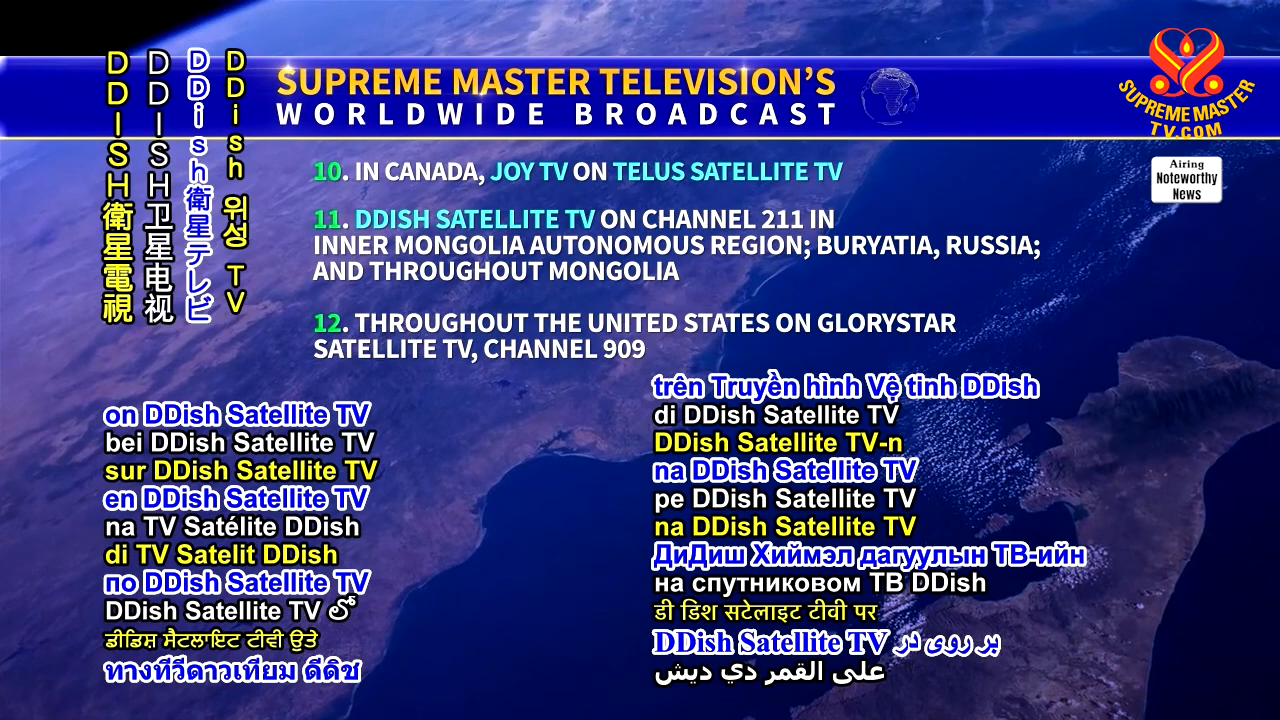 DDISH衛星電視
DDISH卫星电视
DDish衛星テレビ
DDish 위성 TV
SUPREME MASTER TELEVISION'S
WORLDWIDE BROADCAST
SUPREME MASTER
TV.COM
Airing
Noteworthy
News
10. IN CANADA, JOY TV ON TELUS SATELLITE TV
11. DDISH SATELLITE TV ON CHANNEL 211 IN
INNER MONGOLIA AUTONOMOUS REGION; BURYATIA, RUSSIA;
AND THROUGHOUT MONGOLIA
12. THROUGHOUT THE UNITED STATES ON GLORYSTAR
SATELLITE TV, CHANNEL 909
on DDish Satellite TV
bei DDish Satellite TV
sur DDish Satellite TV
en DDish Satellite TV
na TV Satélite DDish
di TV Satelit DDish
по DDish Satellite TV
DDish Satellite TV లో
ਡੀਡਿਸ਼ ਸੈਟਲਾਇਟ ਟੀਵੀ ਉਤੇ
ทางทีวีดาวเทียม ดีดิช
trên Truyền hình Vệ tinh DDish
di DDish Satellite TV
DDish Satellite TV-n
na DDish Satellite TV
pe DDish Satellite TV
na DDish Satellite TV
ДиДиш Хиймэл дагуулын ТВ-ийн
на спутниковом ТВ DDish
डी डिश सटेलाइट टीवी पर
بر روی در DDish Satellite TV
على القمر دي ديش